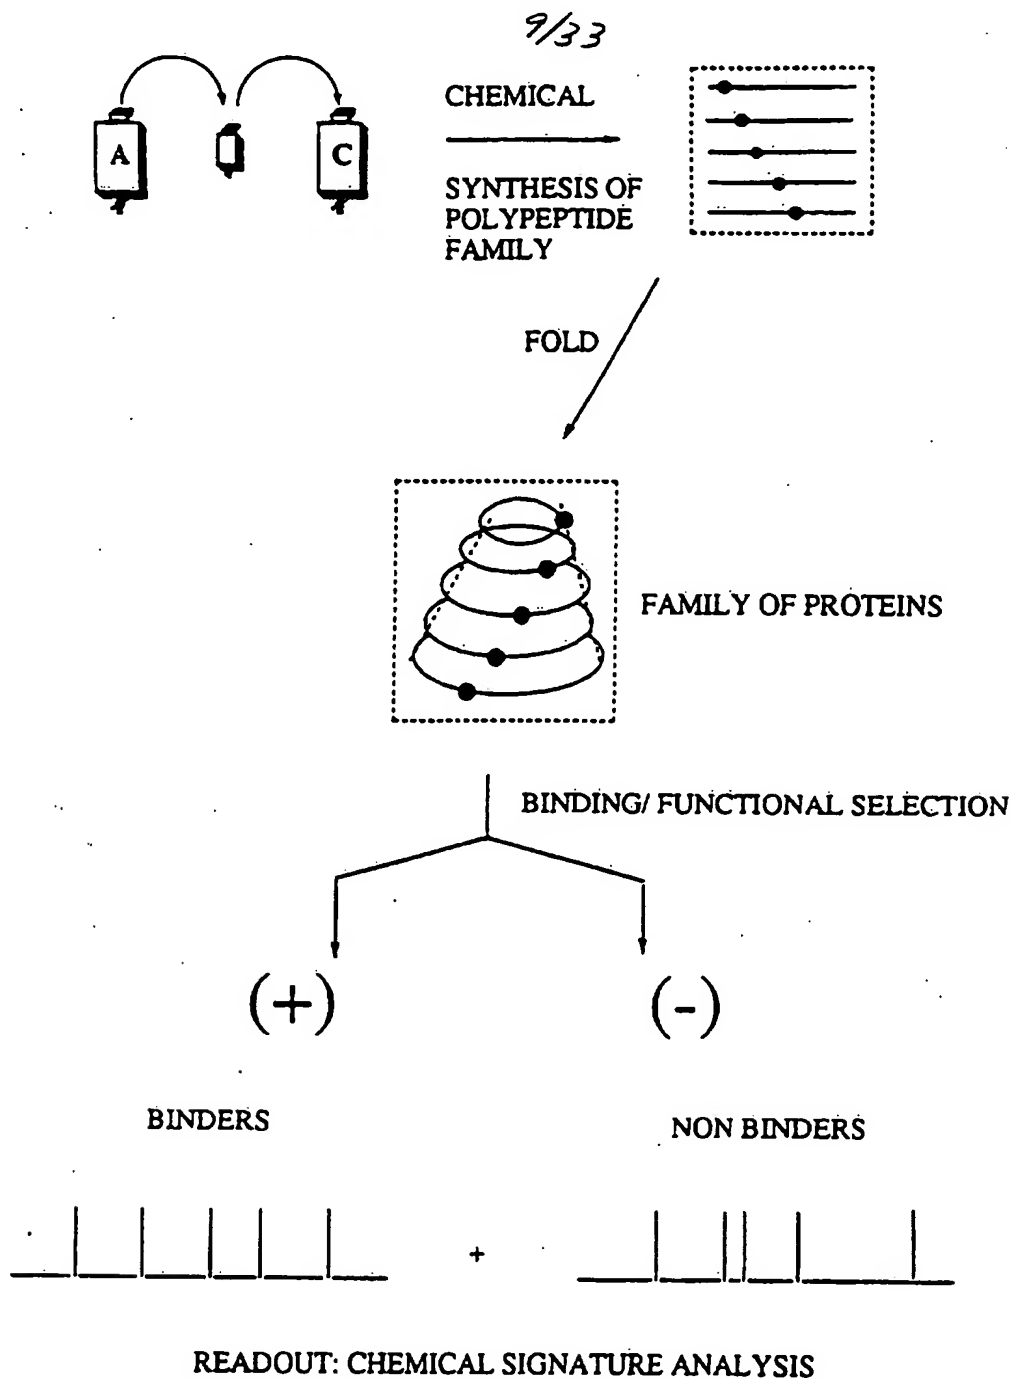 9/33
A
C
CHEMICAL
SYNTHESIS OF
POLYPEPTIDE
FAMILY
FOLD
FAMILY OF PROTEINS
BINDING/ FUNCTIONAL SELECTION
(+)
(-)
BINDERS
NON BINDERS
+
READOUT: CHEMICAL SIGNATURE ANALYSIS